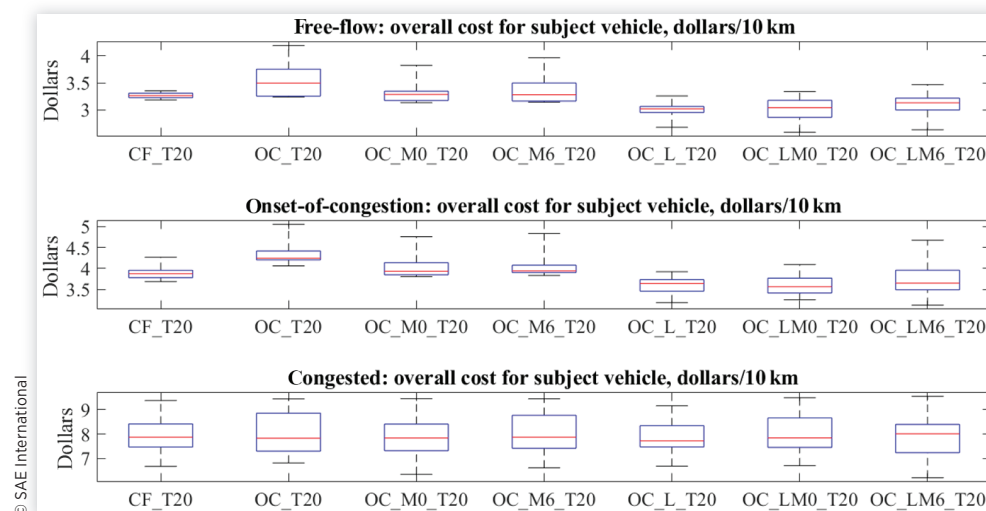 Free-flow: overall cost for subject vehicle, dollars/10 km
Dollars
4
3.5
3
CF_T20 OC_T20 OC_M0_T20 OC_M6_T20 OC_L_T20 OC_LM0_T20 OC_LM6_T20
Onset-of-congestion: overall cost for subject vehicle, dollars/10 km
Dollars
5
4.5
4
3.5
CF_T20 OC_T20 OC_M0_T20 OC_M6_T20 OC_L_T20 OC_LM0_T20 OC_LM6_T20
Congested: overall cost for subject vehicle, dollars/10 km
Dollars
9
8
7
CF_T20 OC_T20 OC_M0_T20 OC_M6_T20 OC_L_T20 OC_LM0_T20 OC_LM6_T20
© SAE International